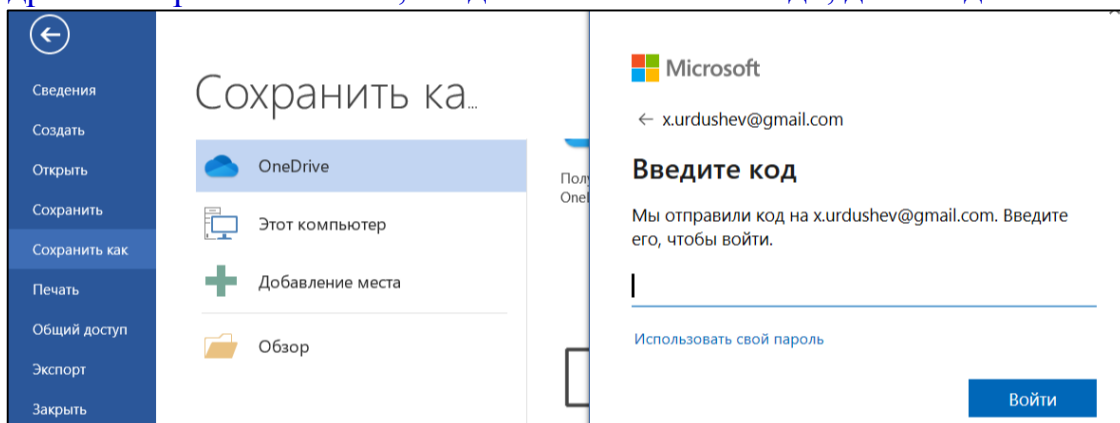 Сведения
Создать
Открыть
Сохранить
Сохранить как
Печать
Общий доступ
Экспорт
Закрыть
Сохранить ка...
OneDrive
Этот компьютер
Добавление места
Обзор
Microsoft
← x.urdushev@gmail.com
Введите код
Мы отправили код на x.urdushev@gmail.com. Введите
его, чтобы войти.
Использовать свой пароль
Войти